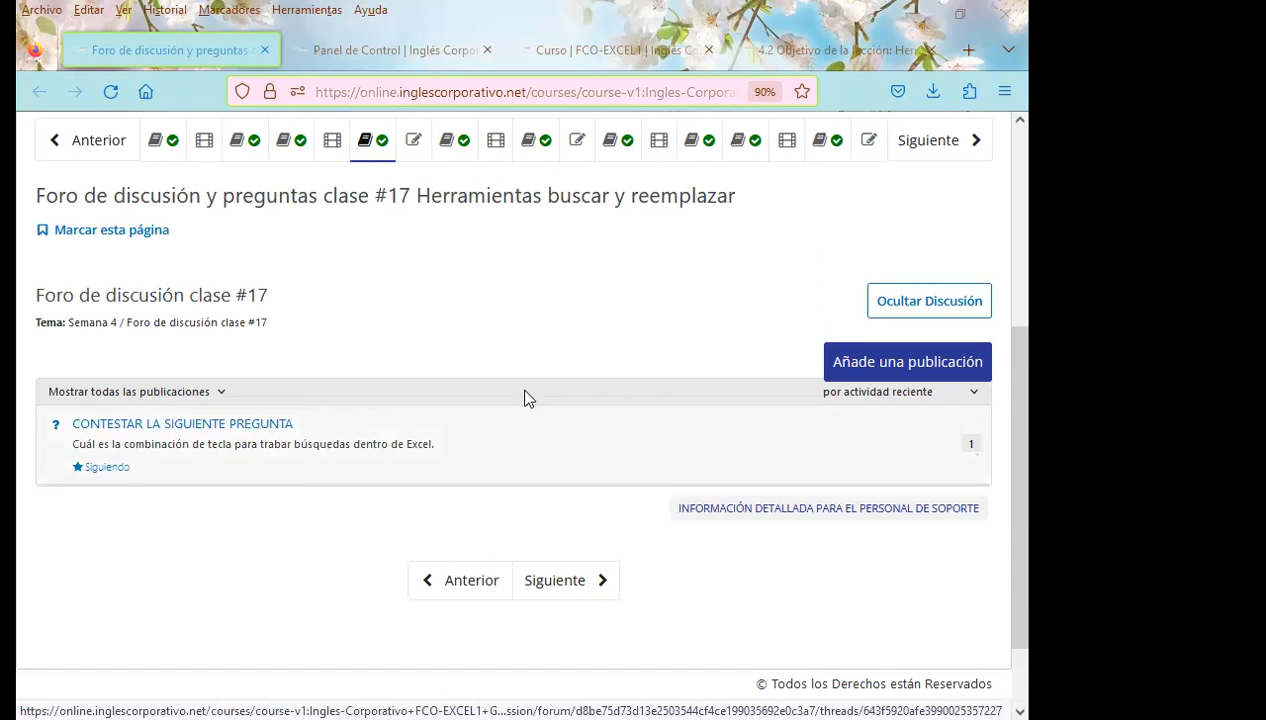 Archivo Editar Ver Historial Marcadores Herramientas Ayuda
Foro de discusión y preguntas
Panel de Control | Inglés Corpo
Curso | FCO-EXCEL1 | Inglés Co
4.2 Objetivo de la lección: Her
https://online.inglescorporativo.net/courses/course-v1:Ingles-Corpora
90%
Anterior
Siguiente
Foro de discusión y preguntas clase #17 Herramientas buscar y reemplazar
Marcar esta página
Foro de discusión clase #17
Ocultar Discusión
Tema: Semana 4 / Foro de discusión clase #17
Añade una publicación
Mostrar todas las publicaciones
por actividad reciente
? CONTESTAR LA SIGUIENTE PREGUNTA
Cuál es la combinación de tecla para trabar búsquedas dentro de Excel.
1
Siguiendo
INFORMACIÓN DETALLADA PARA EL PERSONAL DE SOPORTE
Anterior Siguiente
© Todos los Derechos están Reservados
https://online.inglescorporativo.net/courses/course-v1:Ingles-Corporativo+FCO-EXCEL1+G...ssion/forum/d8be75d73d13e2503544cf4ce199035692e0c3a7/threads/643f5920afe3990025357227